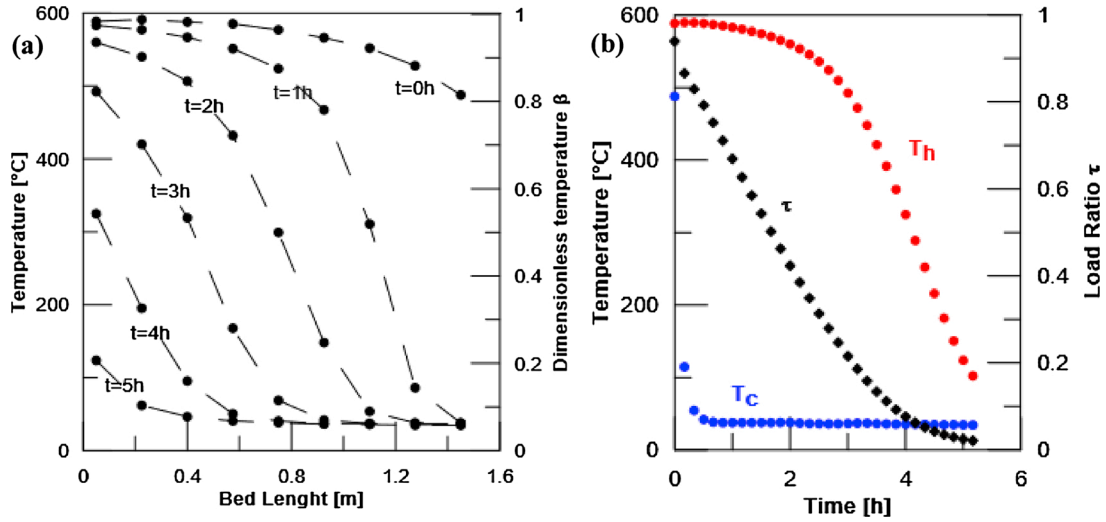 (a)
Temperature [°C]
600
400
200
0
t=0h
t=1h
t=2h
t=3h
t=4h
t=5h
0
0.4
0.8
1.2
1.6
Bed Lenght [m]
1
0.8
0.6
0.4
0.2
0
Dimensionless temperature β
(b)
Temperature [°C]
600
400
200
0
Th
τ
Tc
0
2
4
6
Time [h]
1
0.8
0.6
0.4
0.2
0
Load Ratio τ